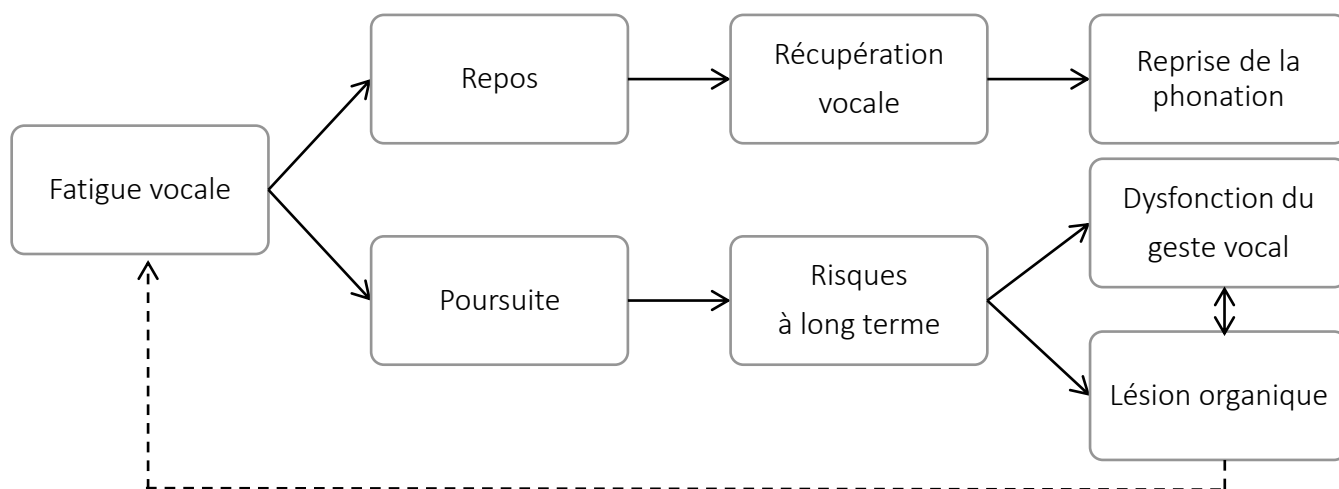 Repos
Récupération
vocale
Reprise de la
phonation
Fatigue vocale
Poursuite
Risques
à long terme
Dysfonction du
geste vocal
Lésion organique